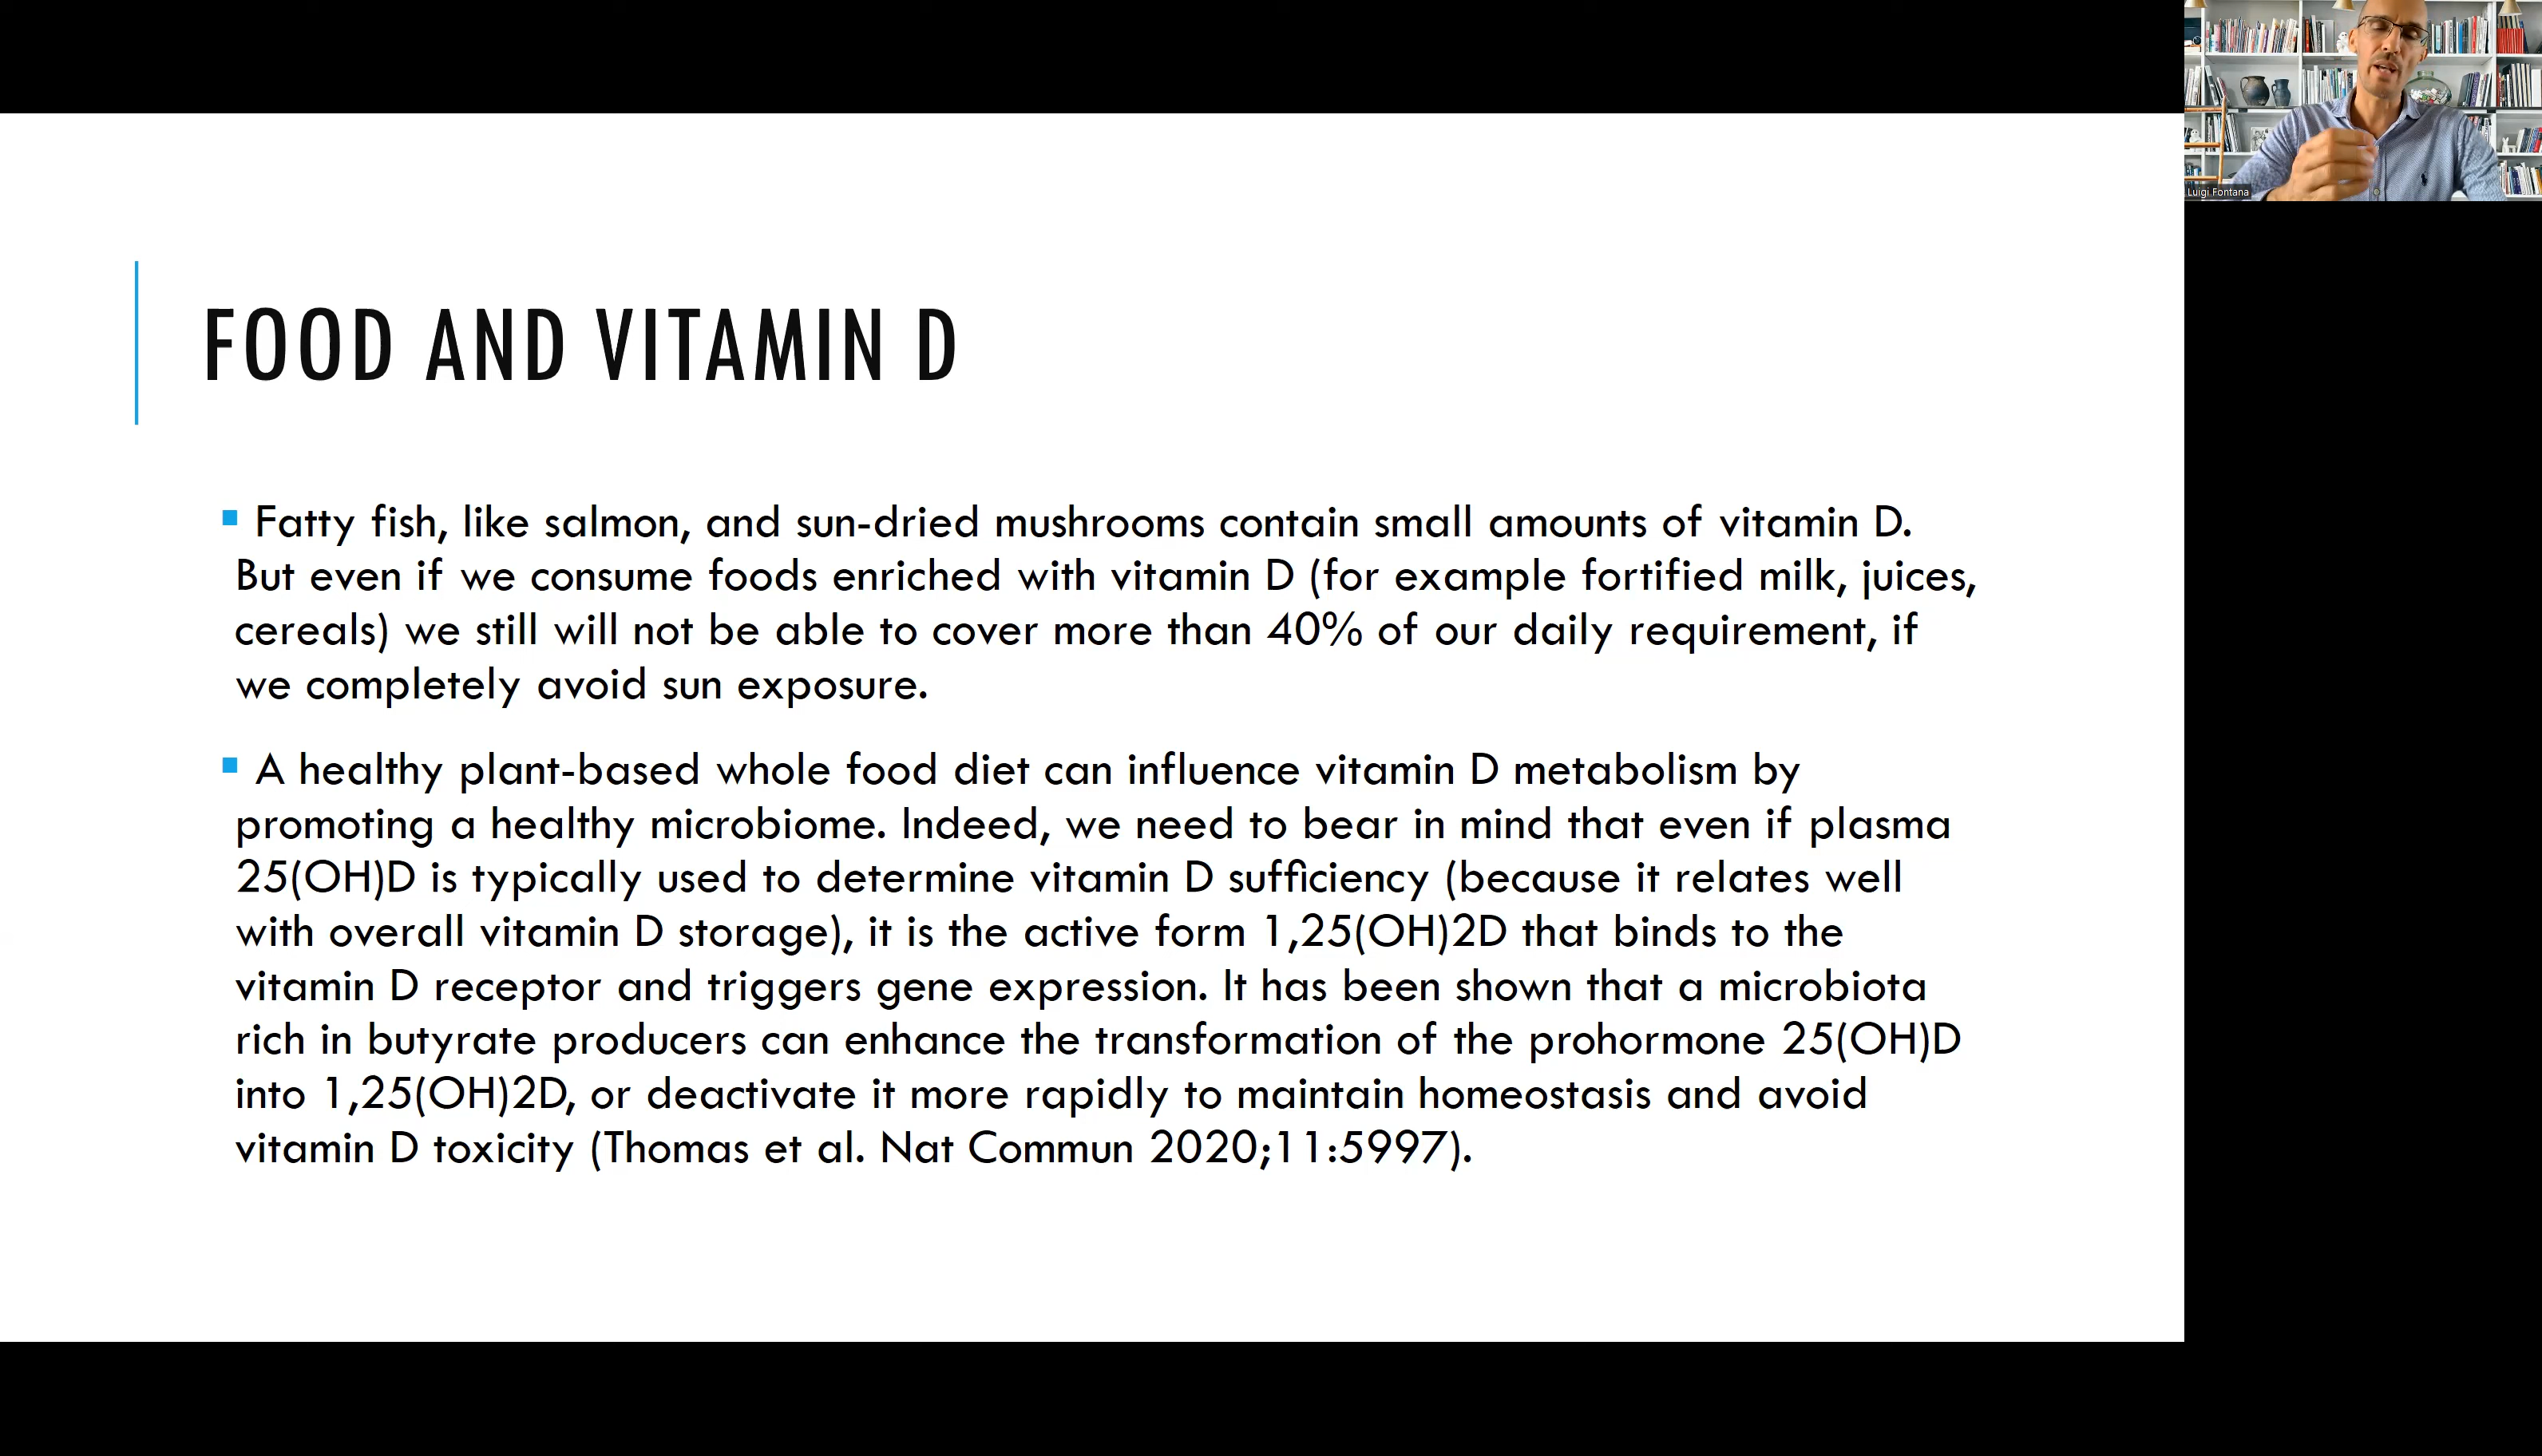 FOOD AND VITAMIN D
Fatty fish, like salmon, and sun-dried mushrooms contain small amounts of vitamin D.
But even if we consume foods enriched with vitamin D (for example fortified milk, juices,
cereals) we still will not be able to cover more than 40% of our daily requirement, if
we completely avoid sun exposure.
A healthy plant-based whole food diet can influence vitamin D metabolism by
promoting a healthy microbiome. Indeed, we need to bear in mind that even if plasma
25(OH)D is typically used to determine vitamin D sufficiency (because it relates well
with overall vitamin D storage), it is the active form 1,25(OH)2D that binds to the
vitamin D receptor and triggers gene expression. It has been shown that a microbiota
rich in butyrate producers can enhance the transformation of the prohormone 25(OH)D
into 1,25(OH)2D, or deactivate it more rapidly to maintain homeostasis and avoid
vitamin D toxicity (Thomas et al. Nat Commun 2020;11:5997).
Luigi Fontana